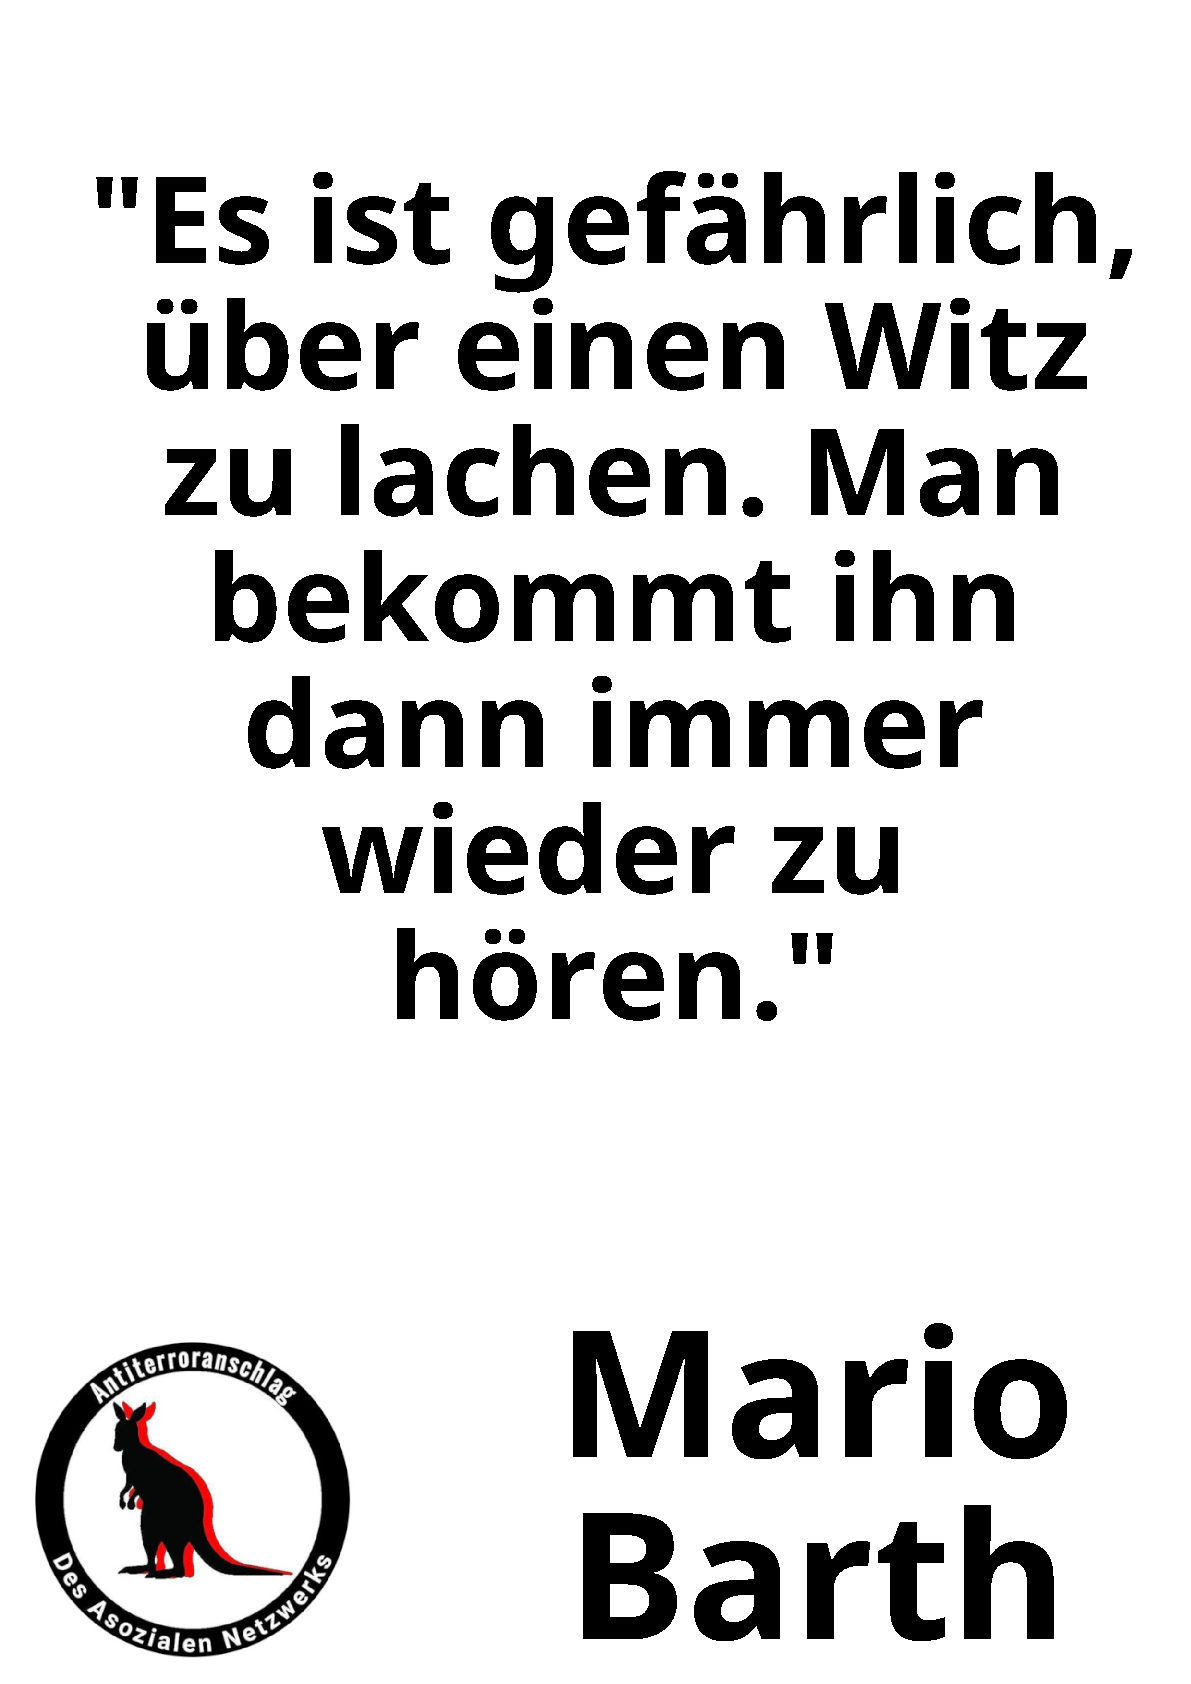 "Es ist gefährlich,
über einen Witz
zu lachen. Man
bekommt ihn
dann immer
wieder zu
hören."
Antiterroranschlag
Des Asozialen Netzwerks
Mario
Barth